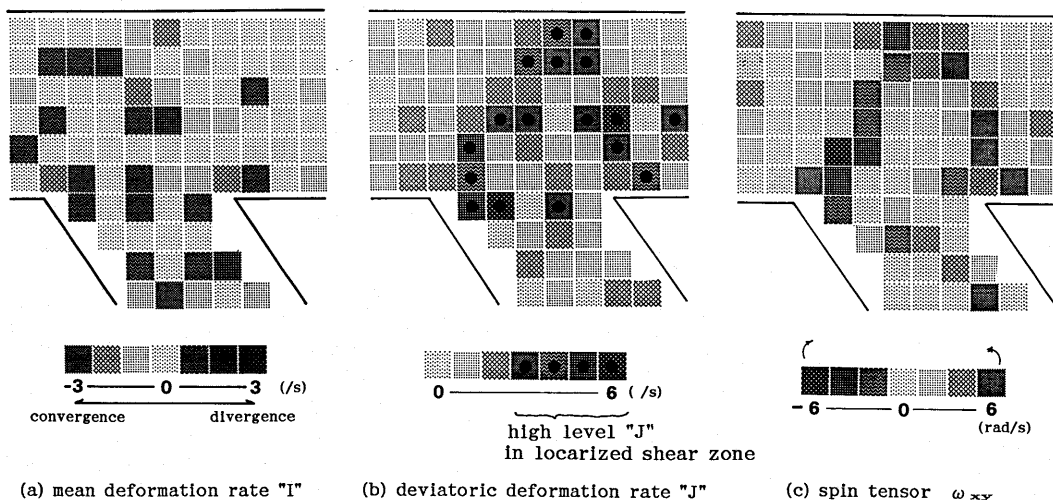 -3 0 3 (/s)
convergence divergence
0 6 (/s)
high level "J"
in locarized shear zone
-6 0 6
(rad/s)
(a) mean deformation rate "I"
(b) deviatoric deformation rate "J"
(c) spin tensor ωxy